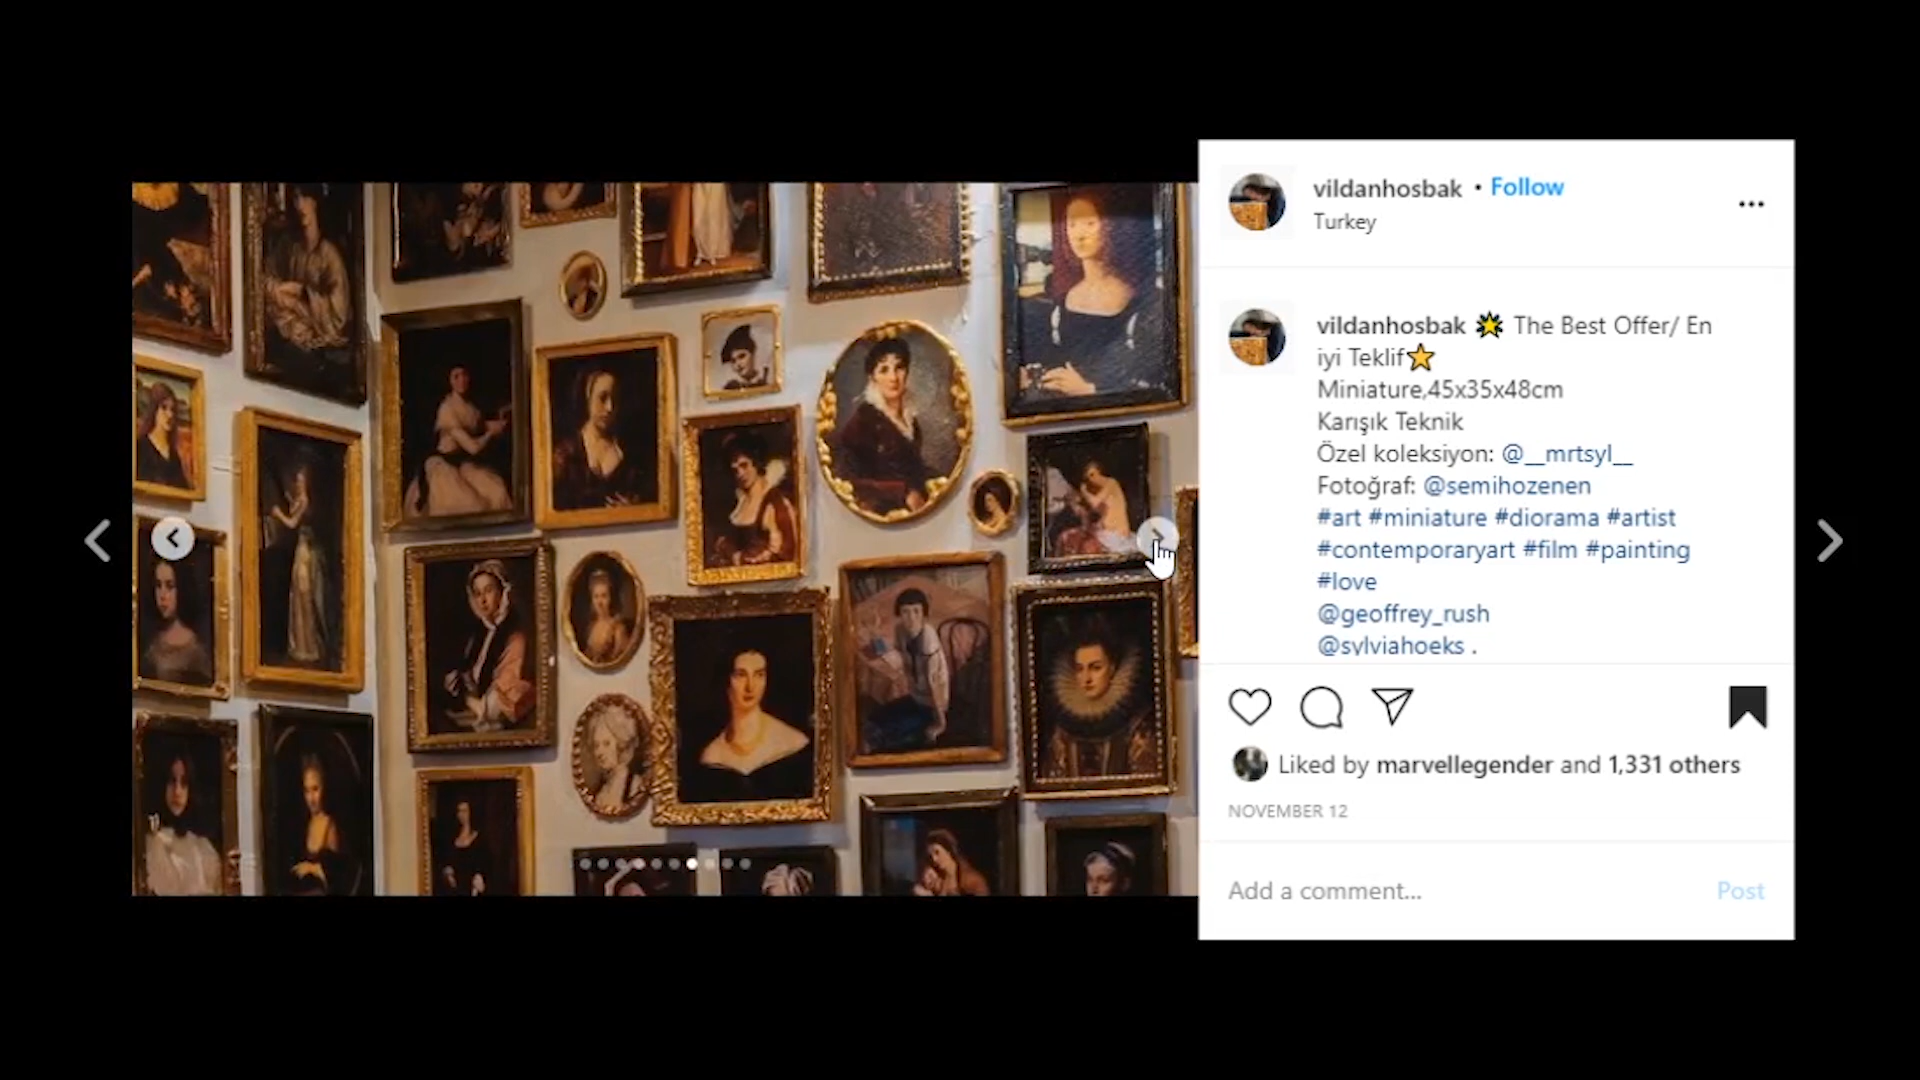 vildanhosbak • Follow
Turkey
vildanhosbak 🌟 The Best Offer/ En
iyi Teklif⭐
Miniature,45x35x48cm
Karışık Teknik
Özel koleksiyon: @__mrtsyl__
Fotoğraf: @semihozenen
#art #miniature #diorama #artist
#contemporaryart #film #painting
#love
@geoffrey_rush
@sylviahoeks .
Liked by marvellegender and 1,331 others
NOVEMBER 12
Add a comment... Post